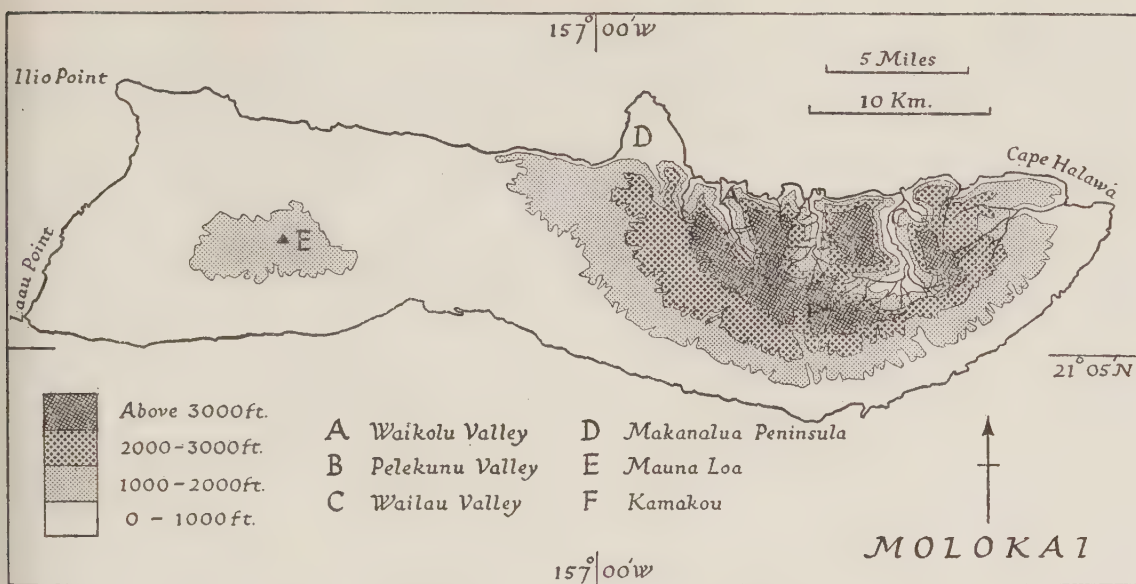 157° 00'W
Ilio Point
5 Miles
10 Km.
D
Cape Halawa
A
E
Laau Point
F
21° 05'N
Above 3000ft.
2000-3000ft.
1000-2000ft.
0 - 1000ft.
A Waikolu Valley
B Pelekunu Valley
C Wailau Valley
D Makanalua Peninsula
E Mauna Loa
F Kamakou
MOLOKAI
157° 00'W